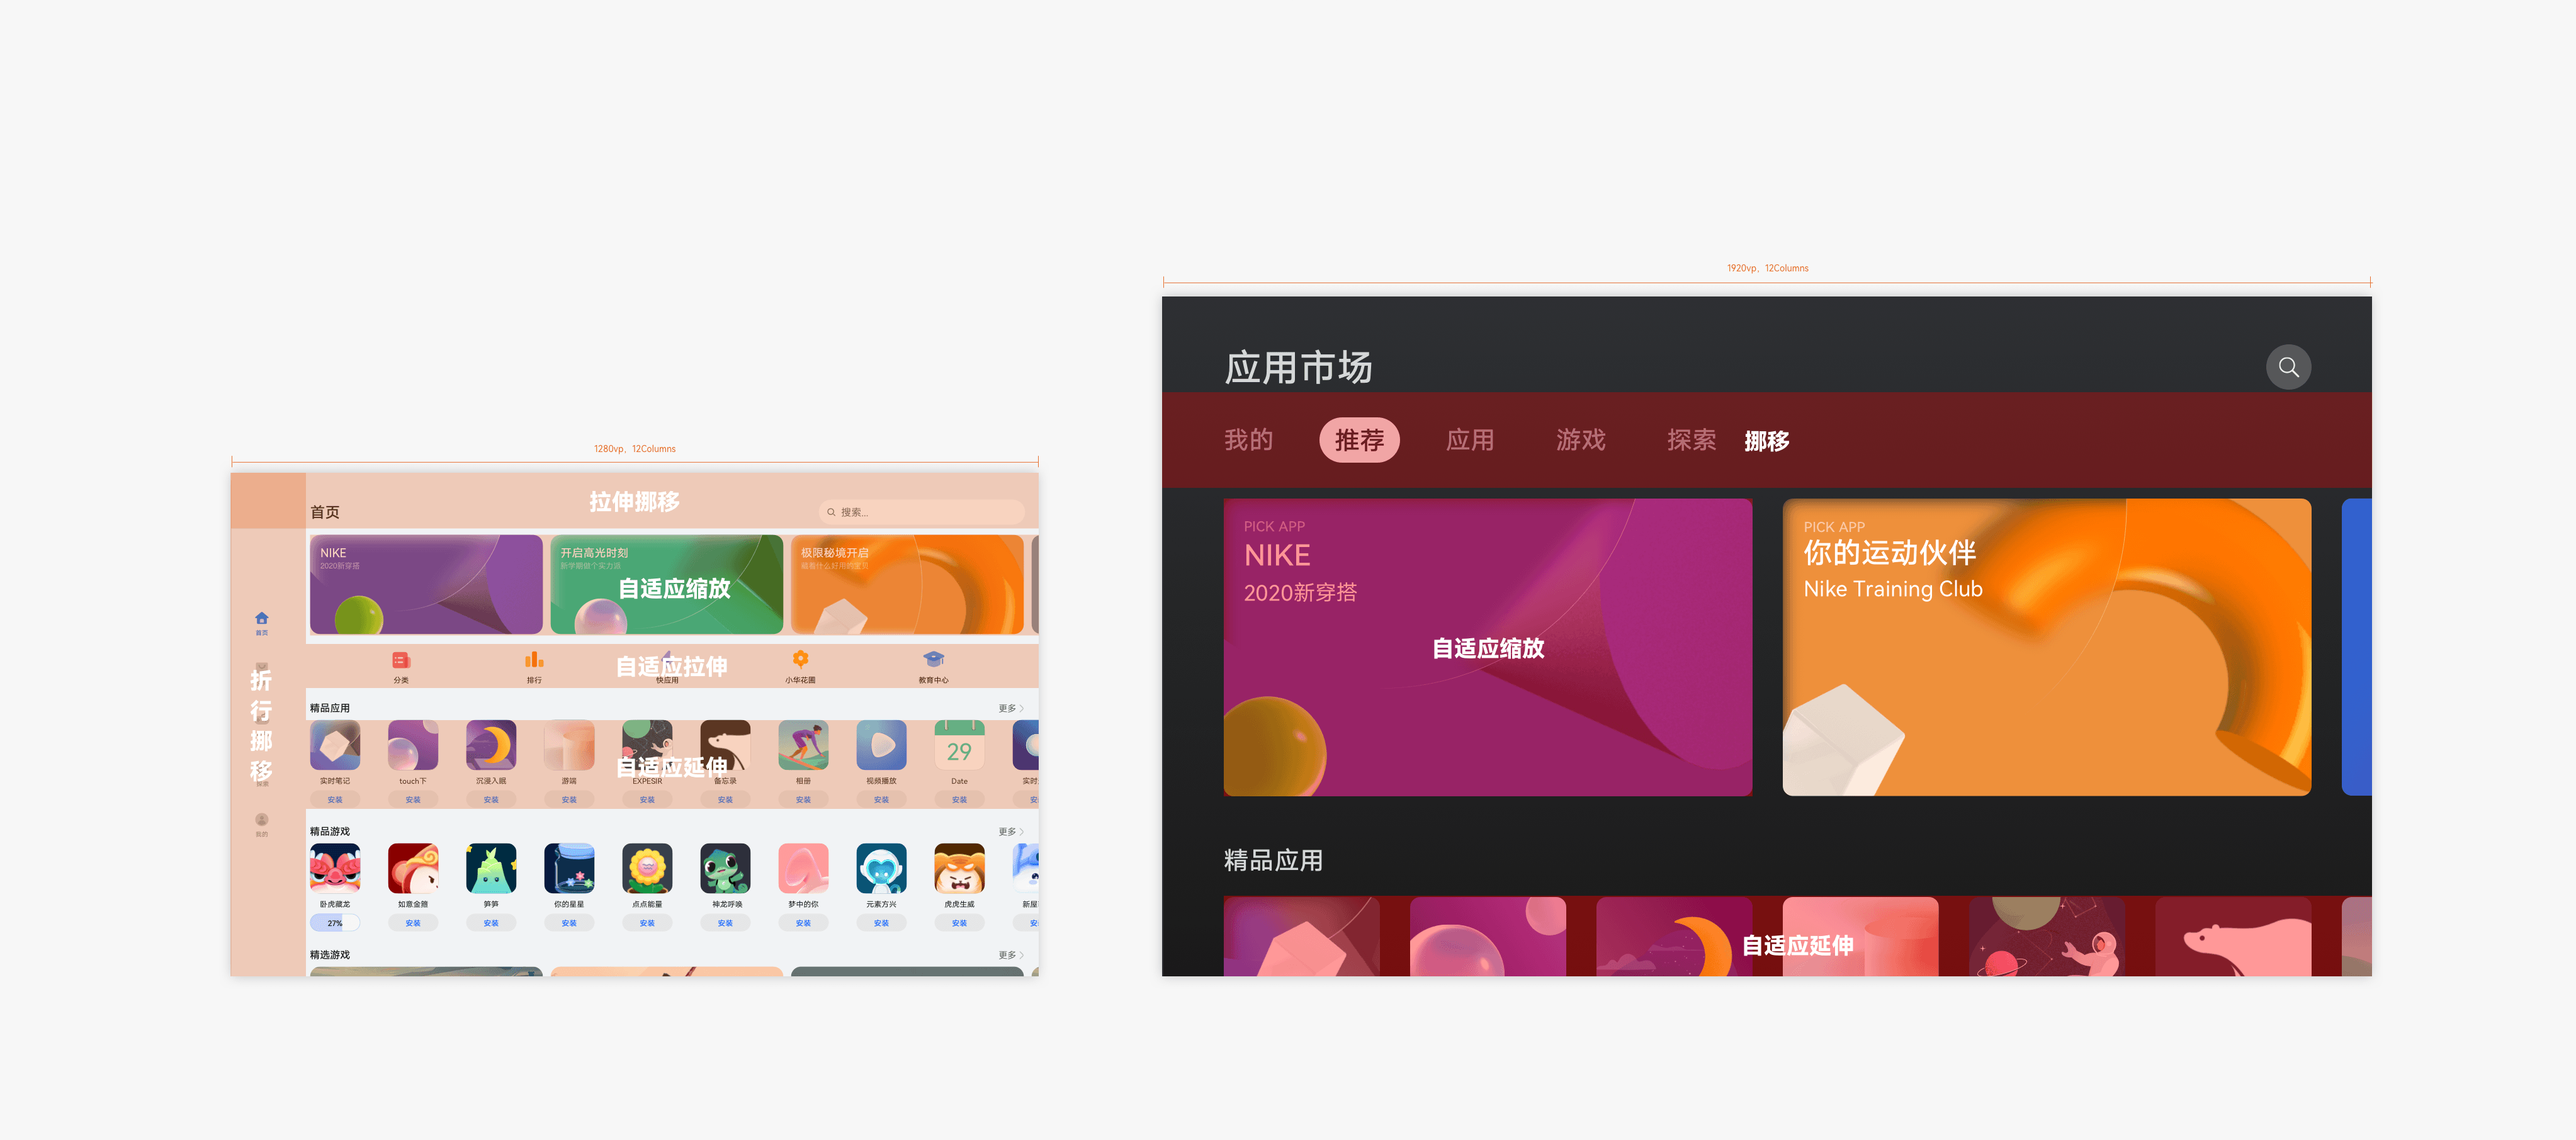 1280vp，12Columns
首页
拉伸挪移
搜索...
NIKE
2020新穿搭
开启高光时刻
新学期做个实力派
极限秘境开启
自适应缩放
首页
折行挪移
探索
我的
分类
排行
快应用
小华花圃
教育中心
自适应拉伸
精品应用
更多
29
实时笔记
touch下
沉浸入眠
游端
EXPESIR
备忘录
相册
视频播放
Date
实时
自适应延伸
安装
安装
安装
安装
安装
安装
安装
安装
安装
安
精品游戏
更多
卧虎藏龙
如意金箍
笋笋
你的星星
点点能量
神龙呼唤
梦中的你
元素方兴
虎虎生威
新屋
27%
安装
安装
安装
安装
安装
安装
安装
安装
安
精选游戏
更多
1920vp，12Columns
应用市场
我的
推荐
应用
游戏
探索
挪移
PICK APP
NIKE
2020新穿搭
自适应缩放
PICK APP
你的运动伙伴
Nike Training Club
精品应用
自适应延伸